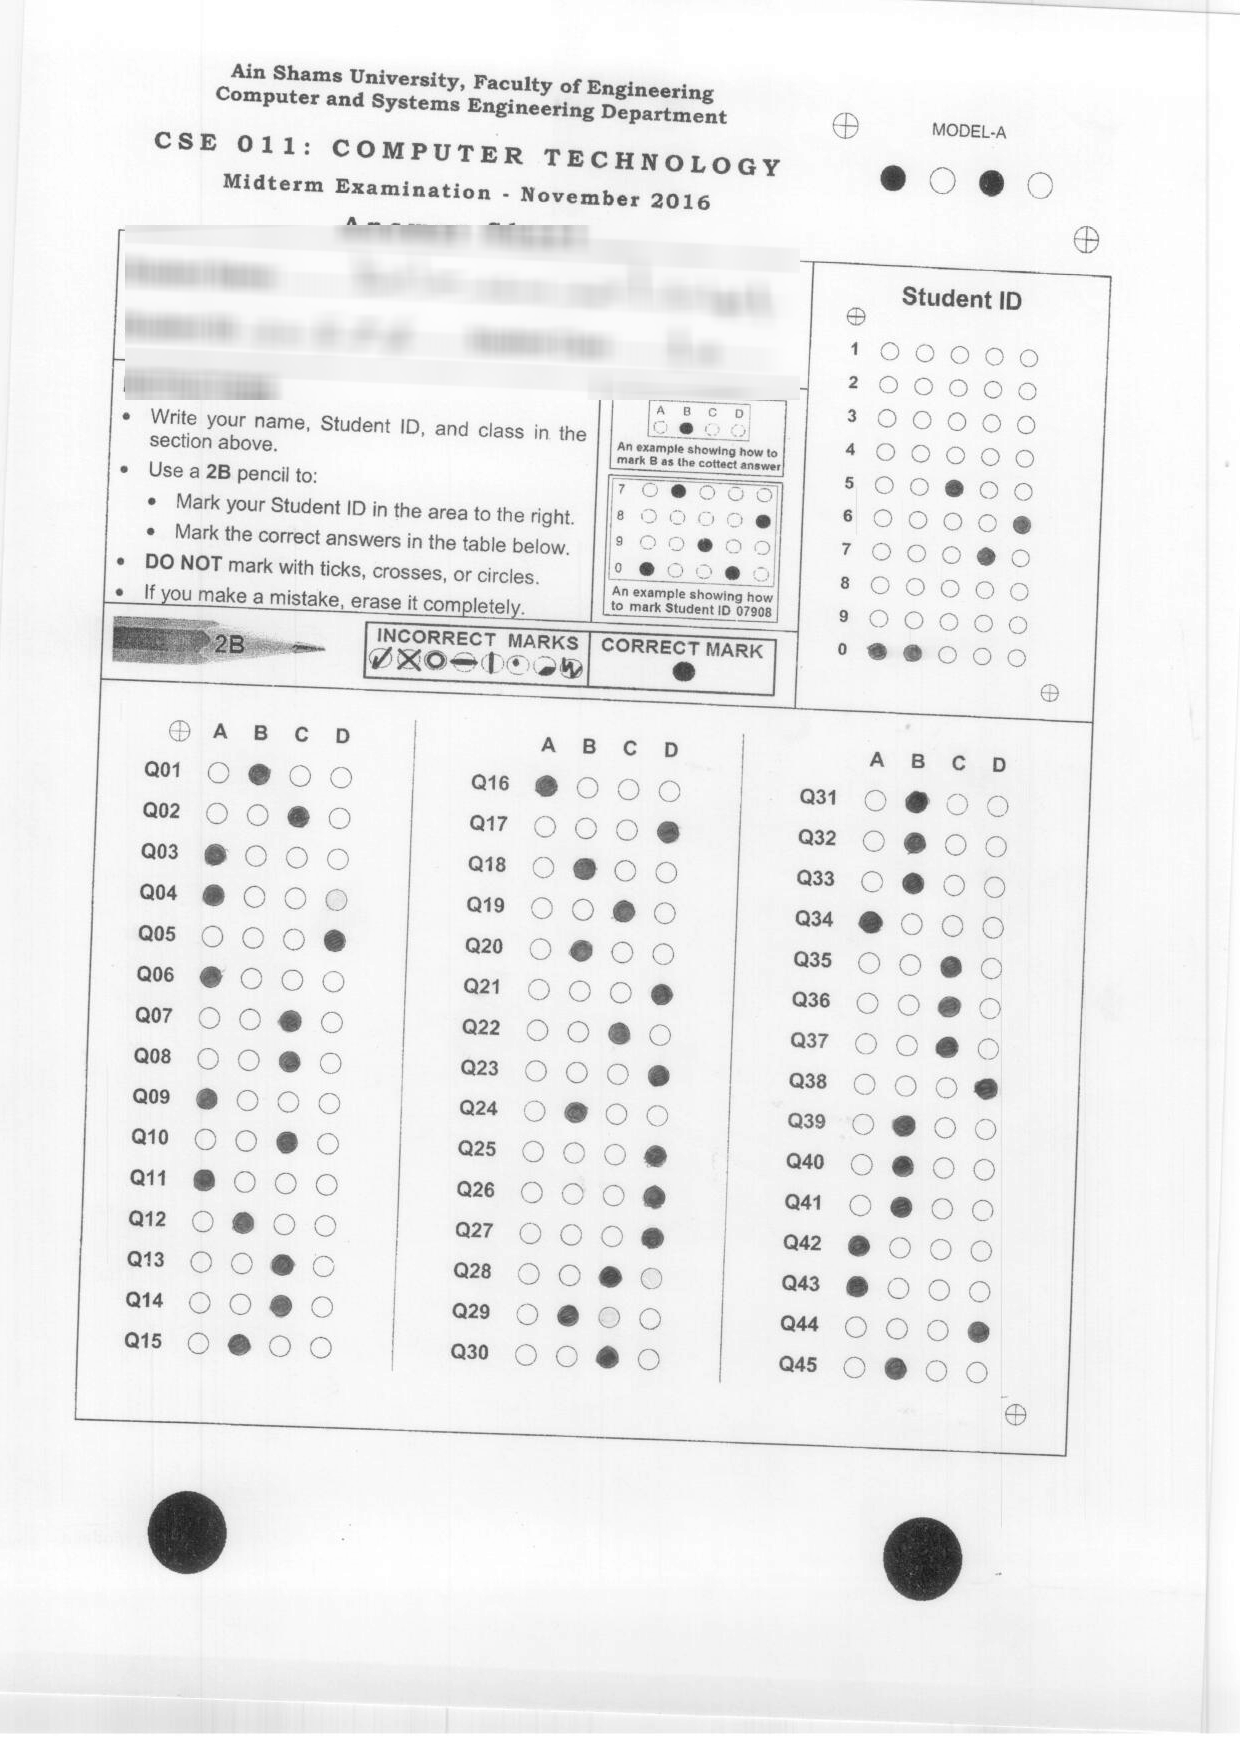 Ain Shams University, Faculty of Engineering
Computer and Systems Engineering Department
CSE 011: COMPUTER TECHNOLOGY
Midterm Examination - November 2016
MODEL-A
Student ID
1
2
3
4
5
6
7
8
9
0
• Write your name, Student ID, and class in the
section above.
• Use a 2B pencil to:
• Mark your Student ID in the area to the right.
• Mark the correct answers in the table below.
• DO NOT mark with ticks, crosses, or circles.
• If you make a mistake, erase it completely.
A B C D
An example showing how to
mark B as the cottect answer
7
8
9
0
An example showing how
to mark Student ID 07908
2B
INCORRECT MARKS
CORRECT MARK
A B C D
Q01
Q02
Q03
Q04
Q05
Q06
Q07
Q08
Q09
Q10
Q11
Q12
Q13
Q14
Q15
A B C D
Q16
Q17
Q18
Q19
Q20
Q21
Q22
Q23
Q24
Q25
Q26
Q27
Q28
Q29
Q30
A B C D
Q31
Q32
Q33
Q34
Q35
Q36
Q37
Q38
Q39
Q40
Q41
Q42
Q43
Q44
Q45